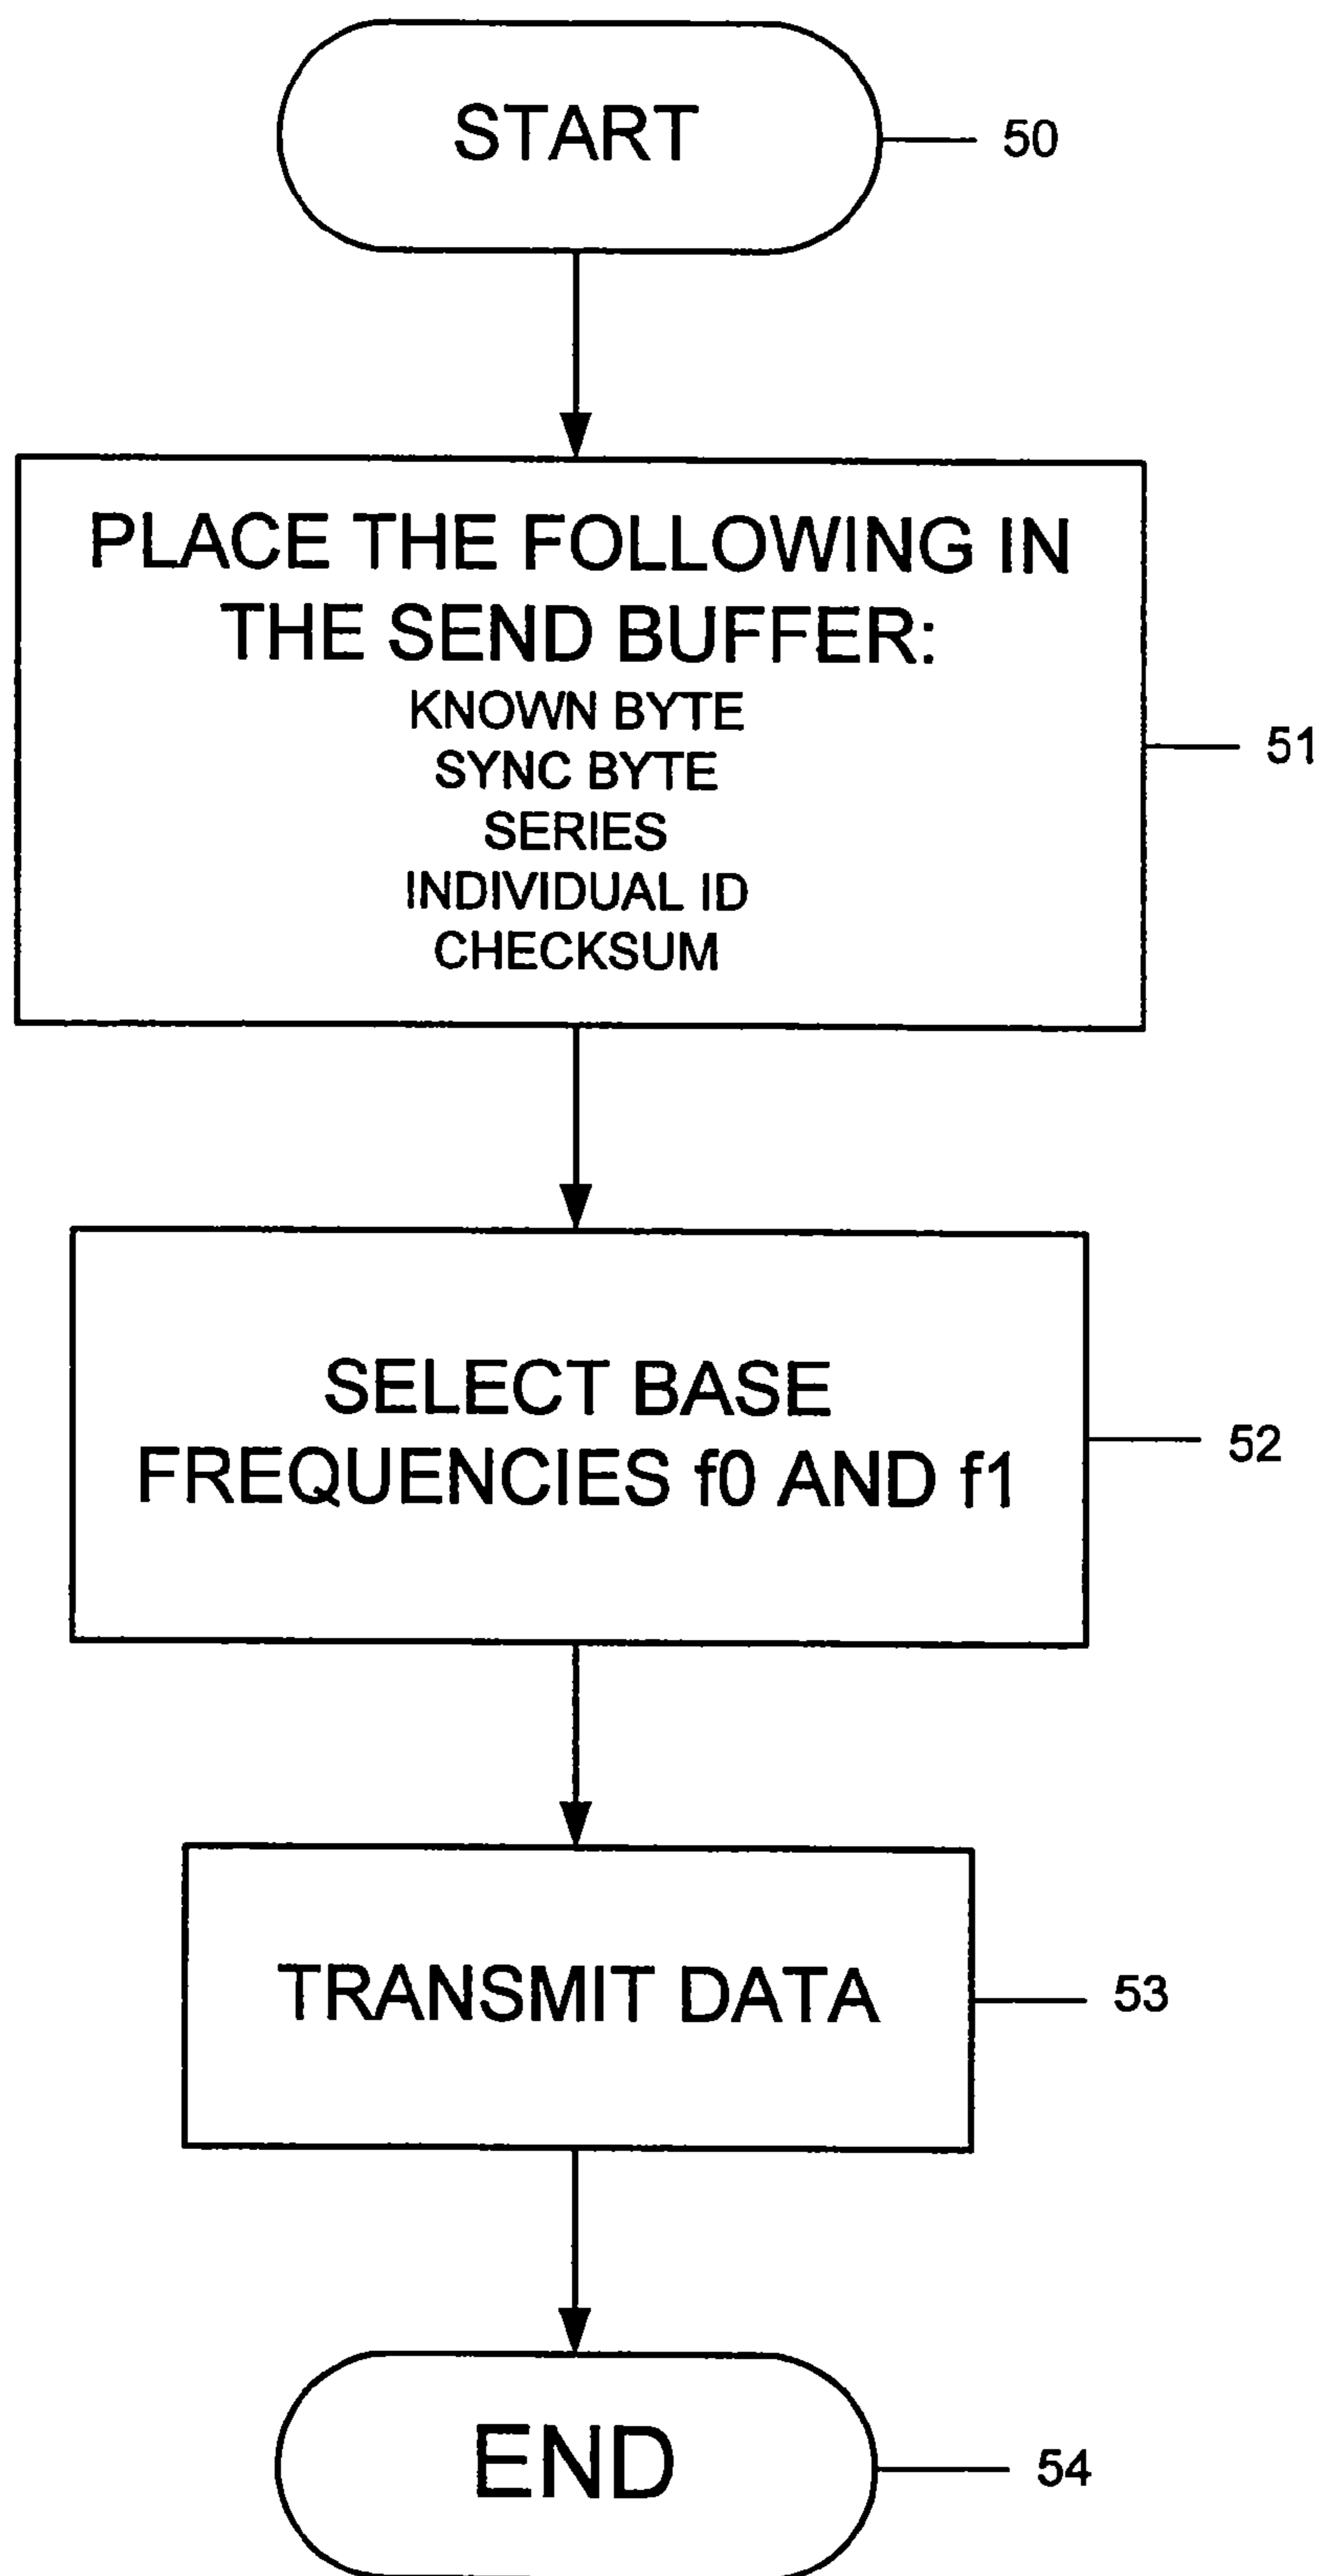 START
50
PLACE THE FOLLOWING IN
THE SEND BUFFER:
KNOWN BYTE
SYNC BYTE
SERIES
INDIVIDUAL ID
CHECKSUM
51
SELECT BASE
FREQUENCIES f0 AND f1
52
TRANSMIT DATA
53
END
54